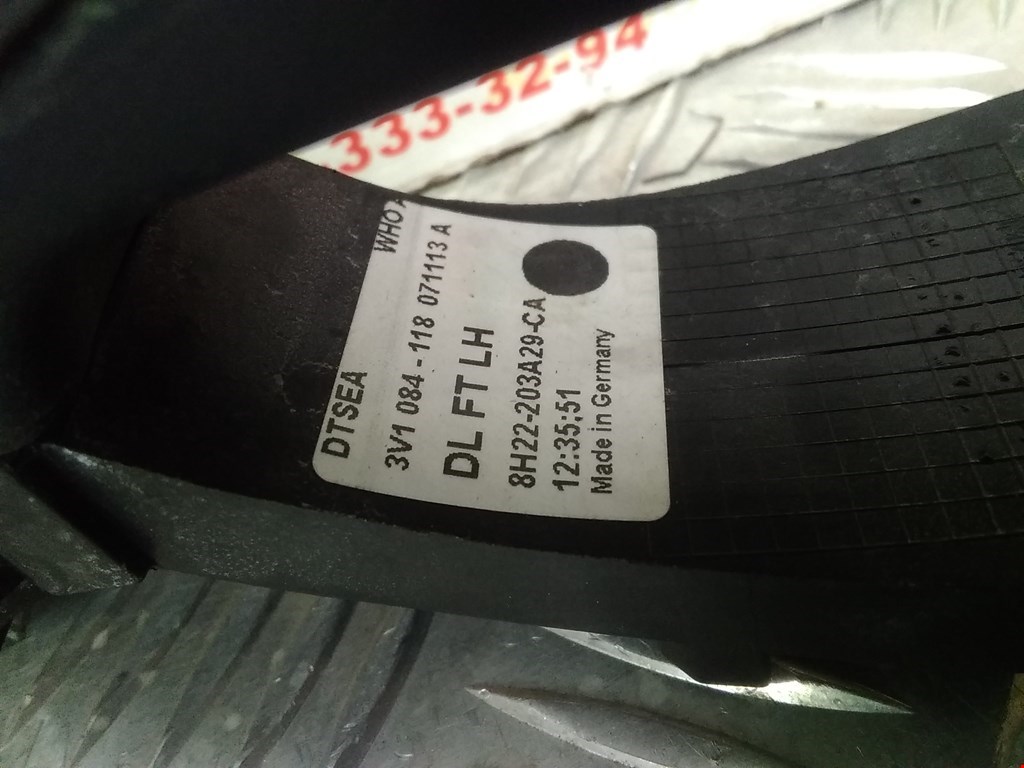 333-32-94
DTSEA WHO
3V1 084-118 071113 A
DL FT LH
8H22-203A29-CA
12:35:51
Made in Germany